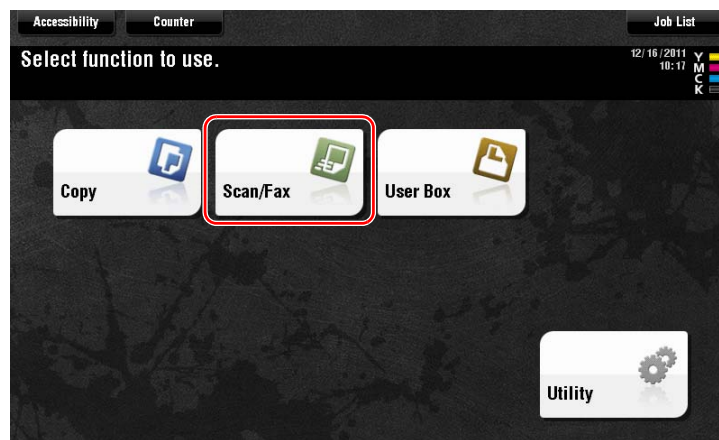 Accessibility
Counter
Job List
Select function to use.
12/16/2011
10:17
Y
M
C
K
Copy
Scan/Fax
User Box
Utility